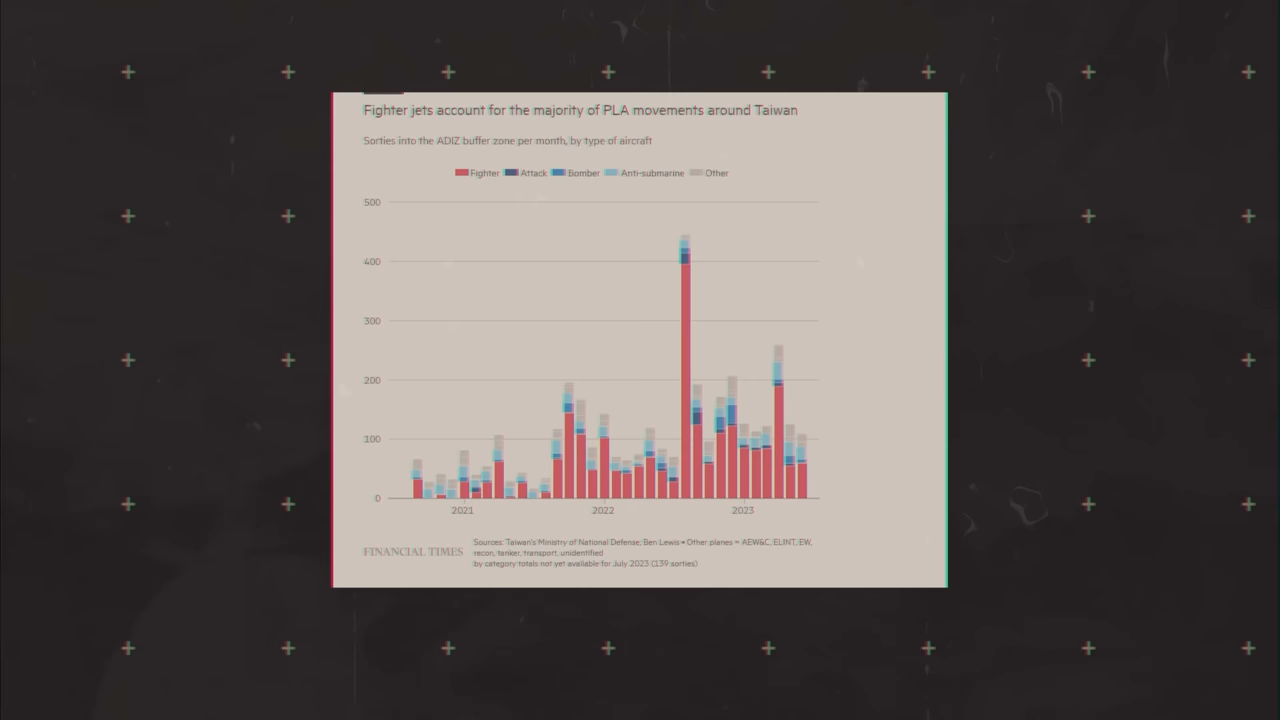 Fighter jets account for the majority of PLA movements around Taiwan
Sorties into the ADIZ buffer zone per month, by type of aircraft
Fighter Attack Bomber Anti-submarine Other
500
400
300
200
100
0
2021 2022 2023
FINANCIAL TIMES
Sources: Taiwan's Ministry of National Defense; Ben Lewis • Other planes = AEW&C, ELINT, EW,
recon, tanker, transport, unidentified
by category totals not yet available for July 2023 (139 sorties)